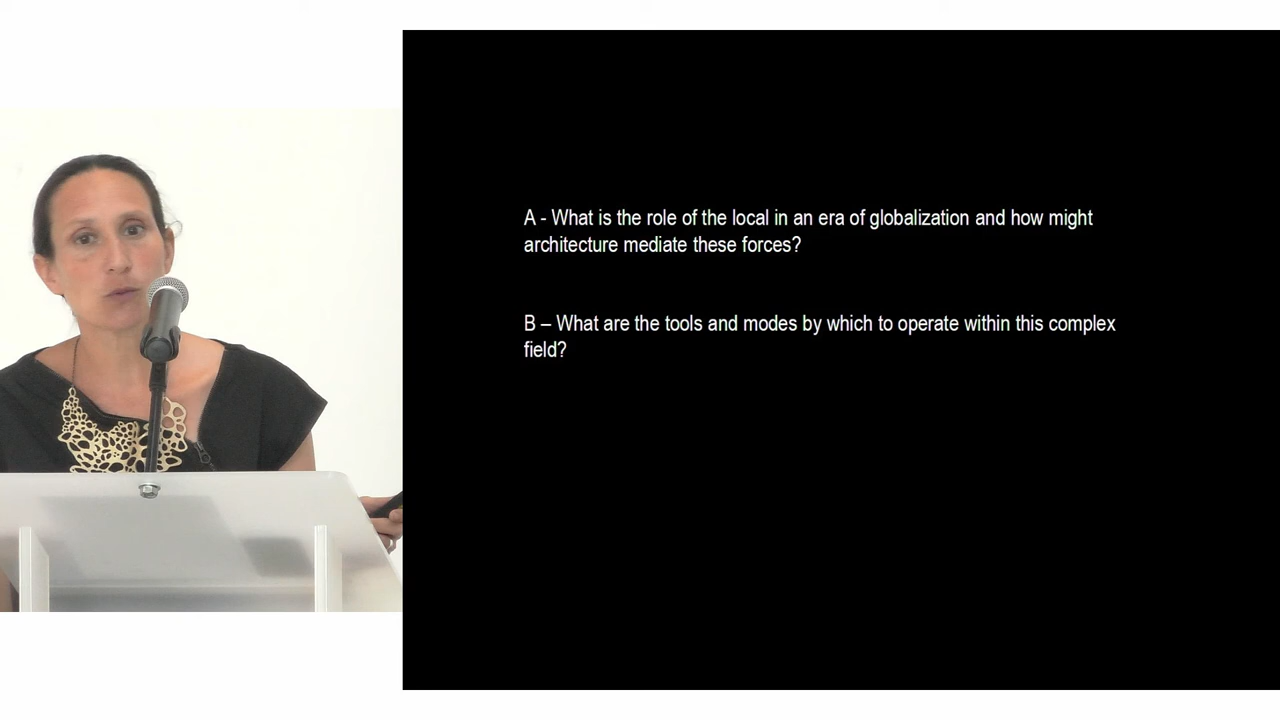 A - What is the role of the local in an era of globalization and how might
architecture mediate these forces?
B – What are the tools and modes by which to operate within this complex
field?